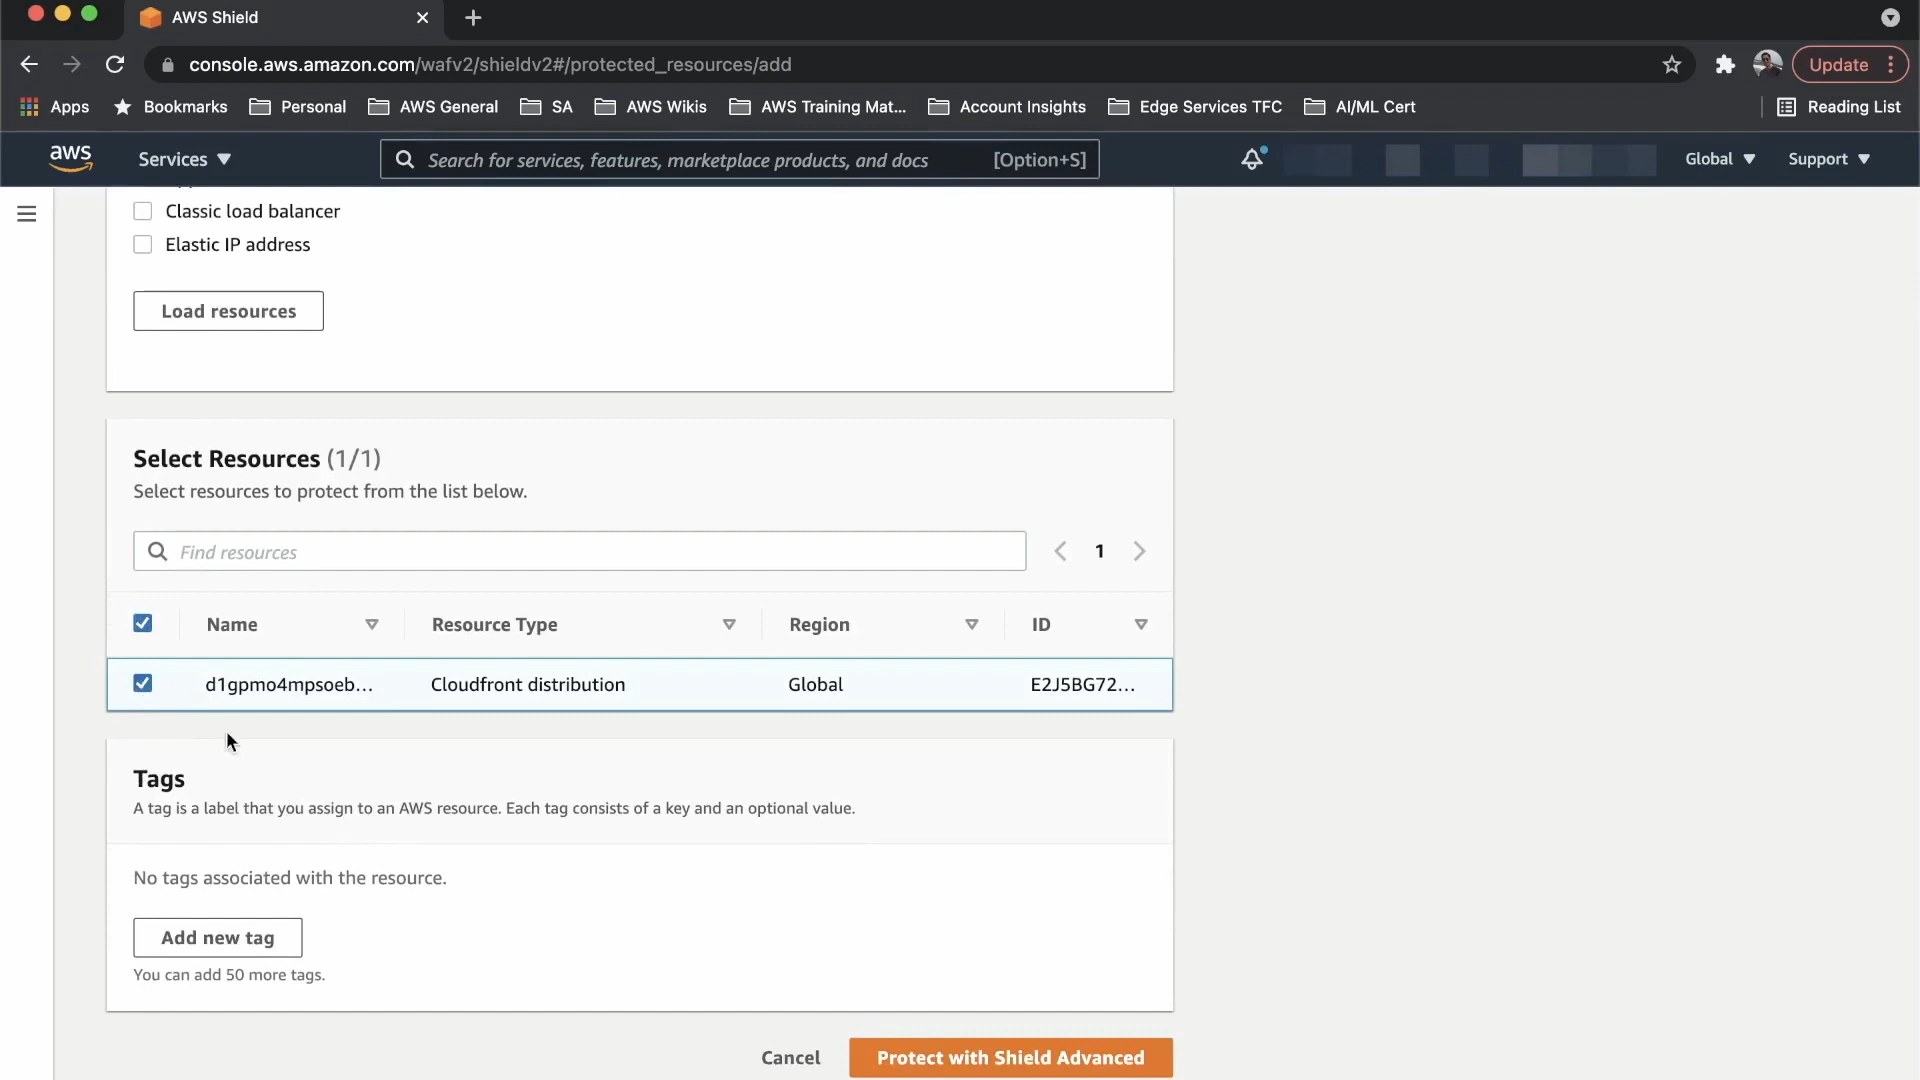 AWS Shield
console.aws.amazon.com/wafv2/shieldv2#/protected_resources/add
Update
Apps
Bookmarks
Personal
AWS General
SA
AWS Wikis
AWS Training Mat...
Account Insights
Edge Services TFC
AI/ML Cert
Reading List
aws
Services
Search for services, features, marketplace products, and docs
[Option+S]
Global
Support
Classic load balancer
Elastic IP address
Load resources
Select Resources (1/1)
Select resources to protect from the list below.
Find resources
1
Name
Resource Type
Region
ID
d1gpmo4mpsoeb...
Cloudfront distribution
Global
E2J5BG72...
Tags
A tag is a label that you assign to an AWS resource. Each tag consists of a key and an optional value.
No tags associated with the resource.
Add new tag
You can add 50 more tags.
Cancel
Protect with Shield Advanced